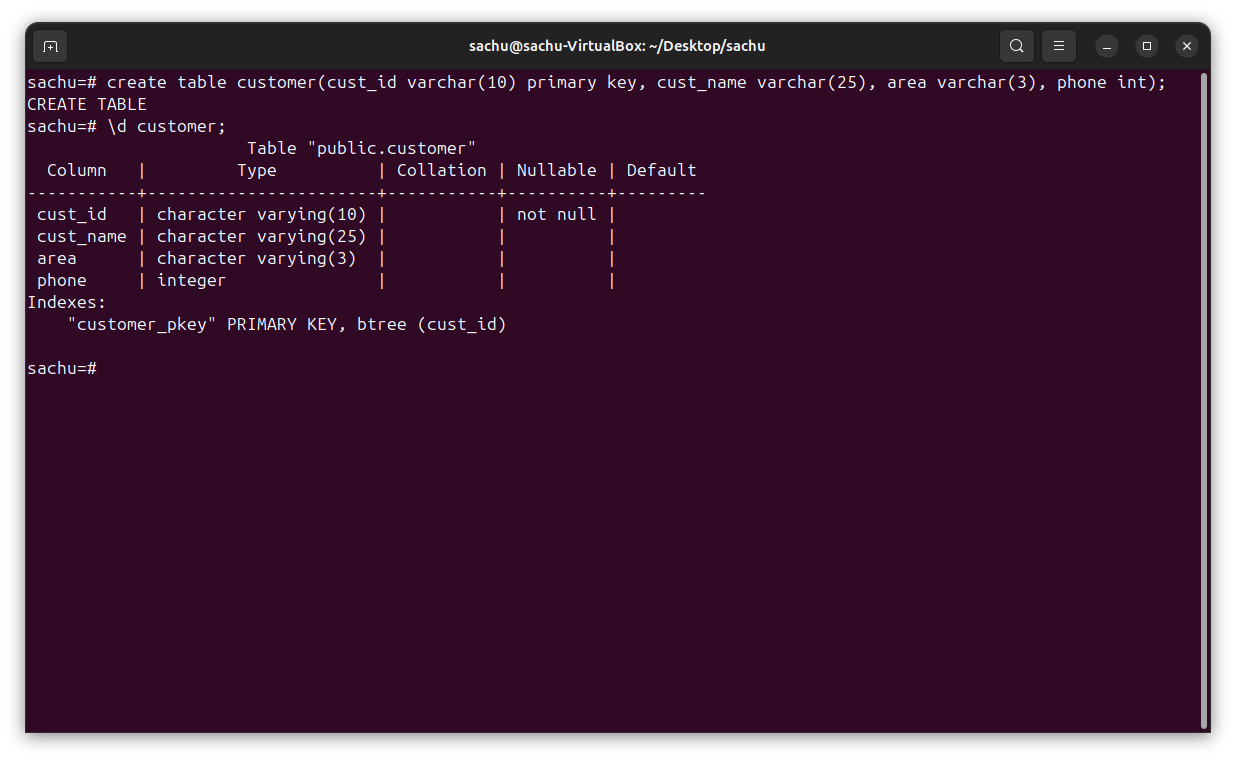 sachu@sachu-VirtualBox: ~/Desktop/sachu
sachu=# create table customer(cust_id varchar(10) primary key, cust_name varchar(25), area varchar(3), phone int);
CREATE TABLE
sachu=# \d customer;
                      Table "public.customer"
  Column   |         Type          | Collation | Nullable | Default
-----------+-----------------------+-----------+----------+---------
 cust_id   | character varying(10) |           | not null |
 cust_name | character varying(25) |           |          |
 area      | character varying(3)  |           |          |
 phone     | integer               |           |          |
Indexes:
    "customer_pkey" PRIMARY KEY, btree (cust_id)
sachu=#